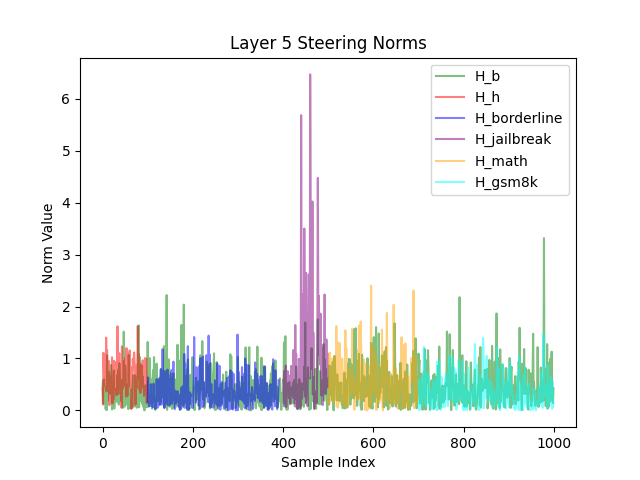 Layer 5 Steering Norms
Norm Value
6
5
4
3
2
1
0
H_b
H_h
H_borderline
H_jailbreak
H_math
H_gsm8k
0
200
400
600
800
1000
Sample Index